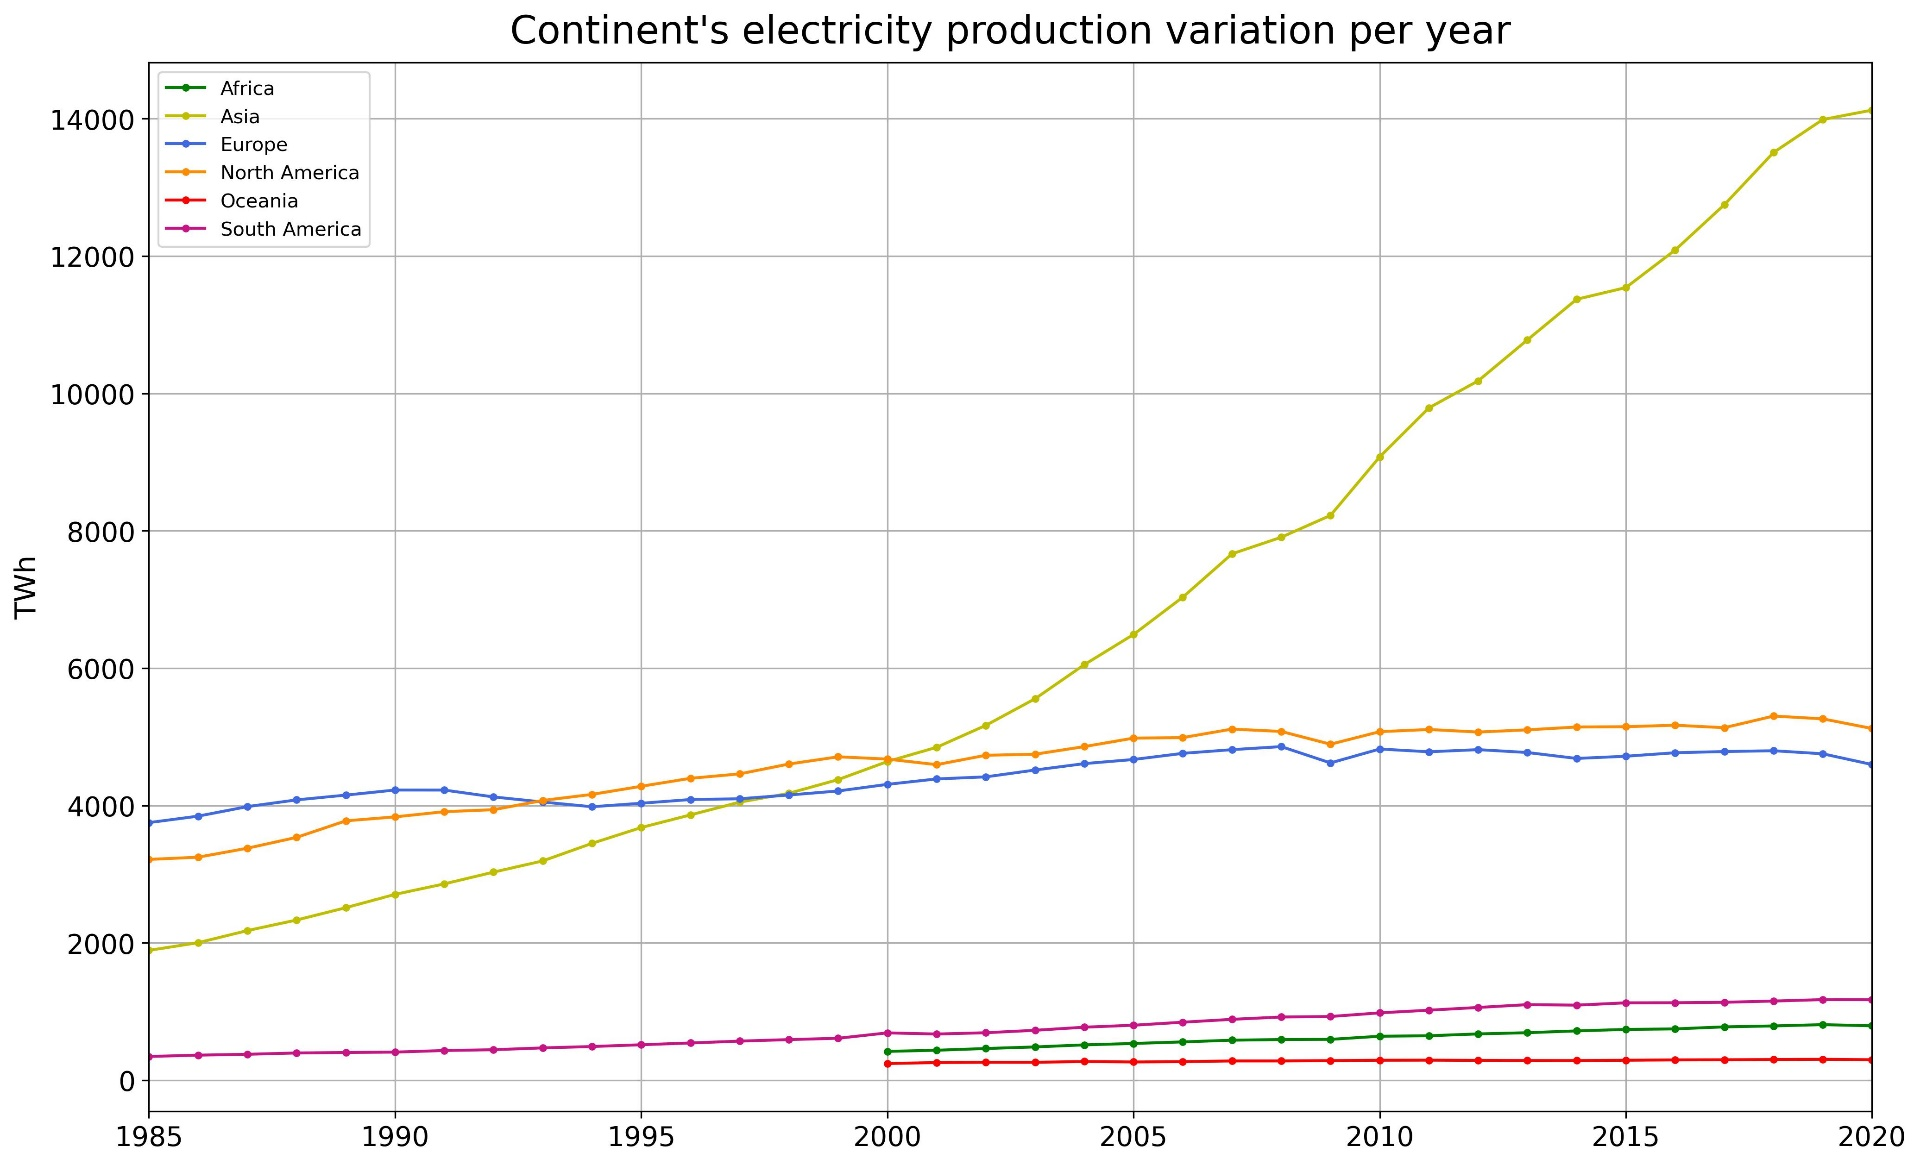 Continent's electricity production variation per year
Africa
Asia
Europe
North America
Oceania
South America
TWh
14000
12000
10000
8000
6000
4000
2000
0
1985 1990 1995 2000 2005 2010 2015 2020